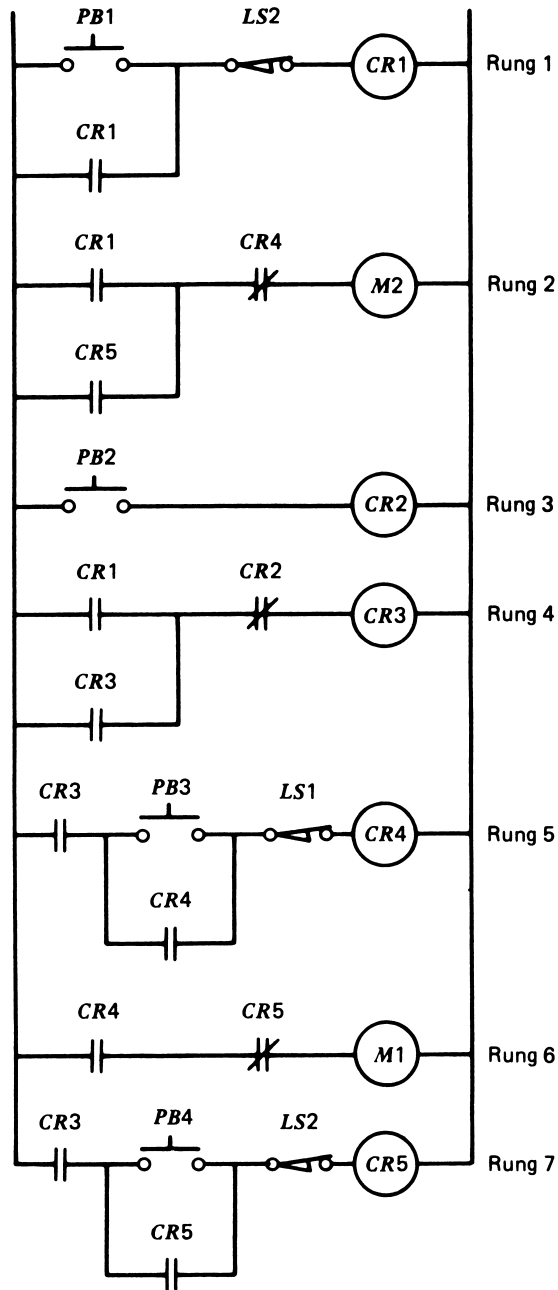 PB1 LS2
CR1 Rung 1
CR1
CR1 CR4
M2 Rung 2
CR5
PB2
CR2 Rung 3
CR1 CR2
CR3 Rung 4
CR3
CR3 PB3 LS1
CR4 Rung 5
CR4
CR4 CR5
M1 Rung 6
CR3 PB4 LS2
CR5 Rung 7
CR5